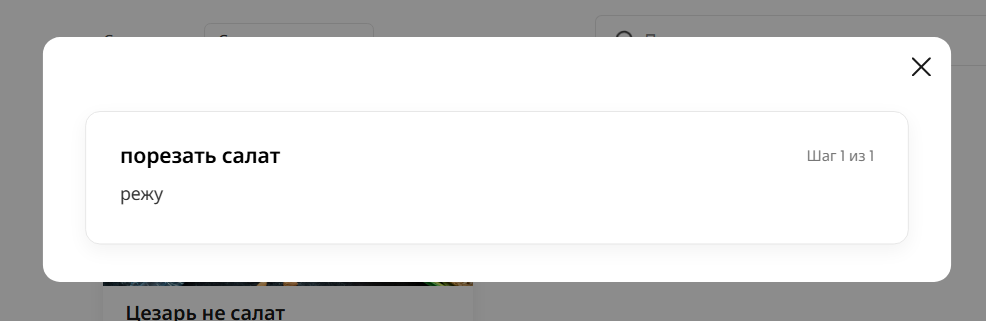 порезать салат
Шаг 1 из 1
режу
Цезарь не салат